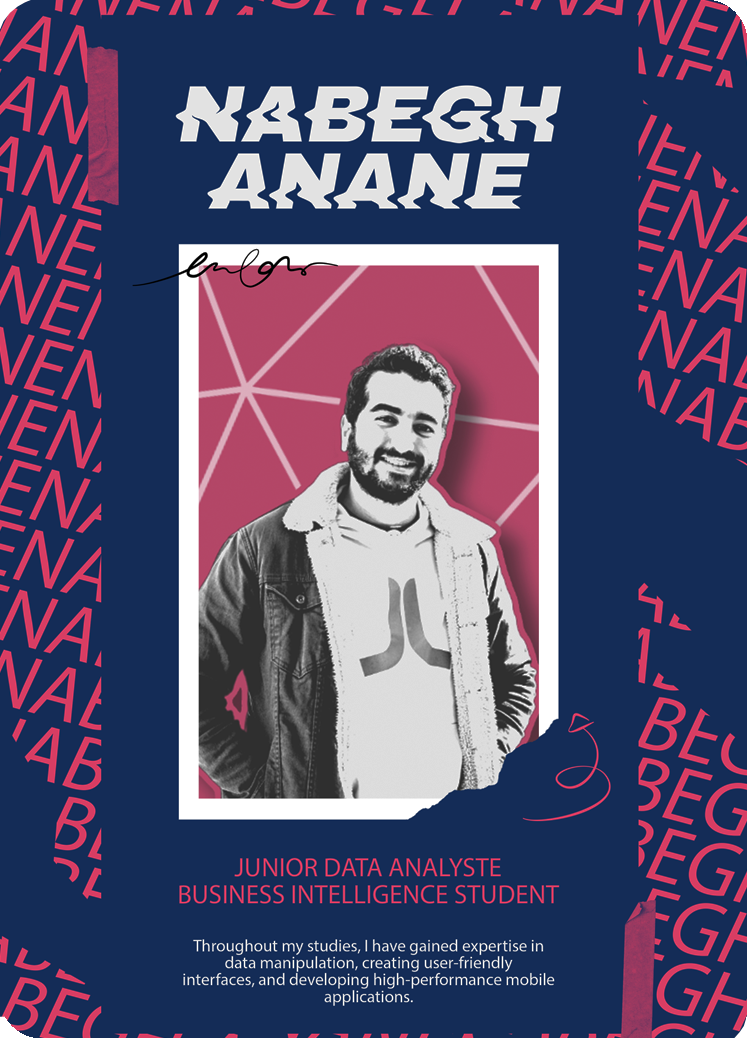 NABEGH
ANANE
JUNIOR DATA ANALYSTE
BUSINESS INTELLIGENCE STUDENT
Throughout my studies, I have gained expertise in
data manipulation, creating user-friendly
interfaces, and developing high-performance mobile
applications.